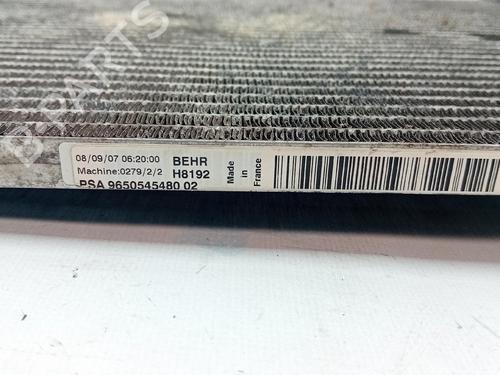 B-PARTS
08/09/07 06:20:00 BEHR
Machine:0279/2/2 H8192
PSA 9650545480 02
Made
in
France